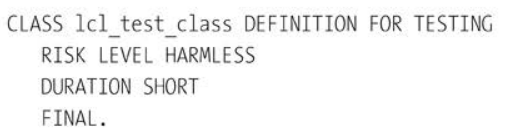 CLASS lcl_test_class DEFINITION FOR TESTING
RISK LEVEL HARMLESS
DURATION SHORT
FINAL.